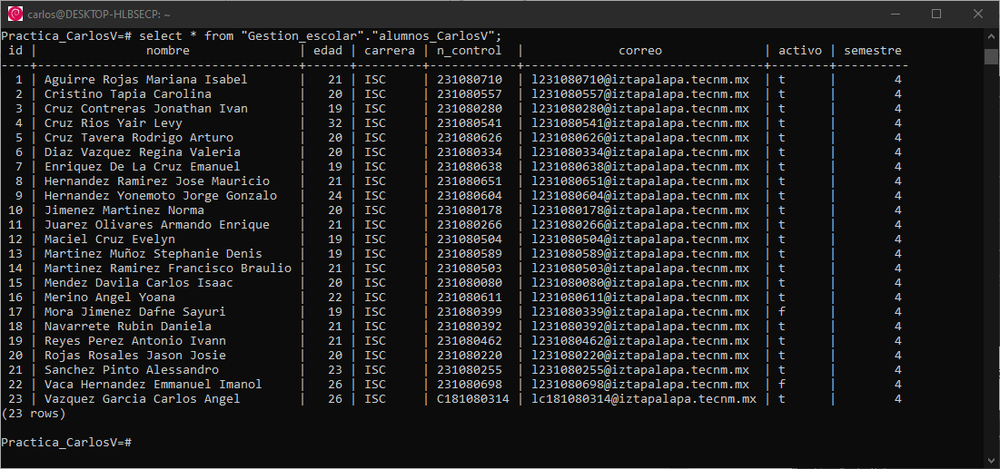 carlos@DESKTOP-HLBSECP: ~
Practica_CarlosV=# select * from "Gestion_escolar"."alumnos_CarlosV";
 id |               nombre               | edad | carrera | n_control  |             correo              | activo | semestre
----+------------------------------------+------+---------+------------+---------------------------------+--------+----------
  1 | Aguirre Rojas Mariana Isabel       |   21 | ISC     | 231080710  | l231080710@iztapalapa.tecnm.mx  | t      |        4
  2 | Cristino Tapia Carolina            |   20 | ISC     | 231080557  | l231080557@iztapalapa.tecnm.mx  | t      |        4
  3 | Cruz Contreras Jonathan Ivan       |   19 | ISC     | 231080280  | l231080280@iztapalapa.tecnm.mx  | t      |        4
  4 | Cruz Rios Yair Levy                |   32 | ISC     | 231080541  | l231080541@iztapalapa.tecnm.mx  | t      |        4
  5 | Cruz Tavera Rodrigo Arturo         |   20 | ISC     | 231080626  | l231080626@iztapalapa.tecnm.mx  | t      |        4
  6 | Diaz Vazquez Regina Valeria        |   20 | ISC     | 231080334  | l231080334@iztapalapa.tecnm.mx  | t      |        4
  7 | Enriquez De La Cruz Emanuel        |   19 | ISC     | 231080638  | l231080638@iztapalapa.tecnm.mx  | t      |        4
  8 | Hernandez Ramirez Jose Mauricio    |   21 | ISC     | 231080651  | l231080651@iztapalapa.tecnm.mx  | t      |        4
  9 | Hernandez Yonemoto Jorge Gonzalo   |   24 | ISC     | 231080604  | l231080604@iztapalapa.tecnm.mx  | t      |        4
 10 | Jimenez Martinez Norma             |   20 | ISC     | 231080178  | l231080178@iztapalapa.tecnm.mx  | t      |        4
 11 | Juarez Olivares Armando Enrique    |   21 | ISC     | 231080266  | l231080266@iztapalapa.tecnm.mx  | t      |        4
 12 | Maciel Cruz Evelyn                 |   19 | ISC     | 231080504  | l231080504@iztapalapa.tecnm.mx  | t      |        4
 13 | Martinez Muñoz Stephanie Denis     |   19 | ISC     | 231080589  | l231080589@iztapalapa.tecnm.mx  | t      |        4
 14 | Martinez Ramirez Francisco Braulio |   21 | ISC     | 231080503  | l231080503@iztapalapa.tecnm.mx  | t      |        4
 15 | Mendez Davila Carlos Isaac         |   20 | ISC     | 231080080  | l231080080@iztapalapa.tecnm.mx  | t      |        4
 16 | Merino Angel Yoana                 |   22 | ISC     | 231080611  | l231080611@iztapalapa.tecnm.mx  | t      |        4
 17 | Mora Jimenez Dafne Sayuri          |   19 | ISC     | 231080399  | l231080339@iztapalapa.tecnm.mx  | f      |        4
 18 | Navarrete Rubin Daniela            |   21 | ISC     | 231080392  | l231080392@iztapalapa.tecnm.mx  | t      |        4
 19 | Reyes Perez Antonio Ivann          |   21 | ISC     | 231080462  | l231080462@iztapalapa.tecnm.mx  | t      |        4
 20 | Rojas Rosales Jason Josie          |   20 | ISC     | 231080220  | l231080220@iztapalapa.tecnm.mx  | t      |        4
 21 | Sanchez Pinto Alessandro           |   23 | ISC     | 231080255  | l231080255@iztapalapa.tecnm.mx  | t      |        4
 22 | Vaca Hernandez Emmanuel Imanol     |   26 | ISC     | 231080698  | l231080698@iztapalapa.tecnm.mx  | f      |        4
 23 | Vazquez Garcia Carlos Angel        |   26 | ISC     | C181080314 | lc181080314@iztapalapa.tecnm.mx | t      |        4
(23 rows)
Practica_CarlosV=#